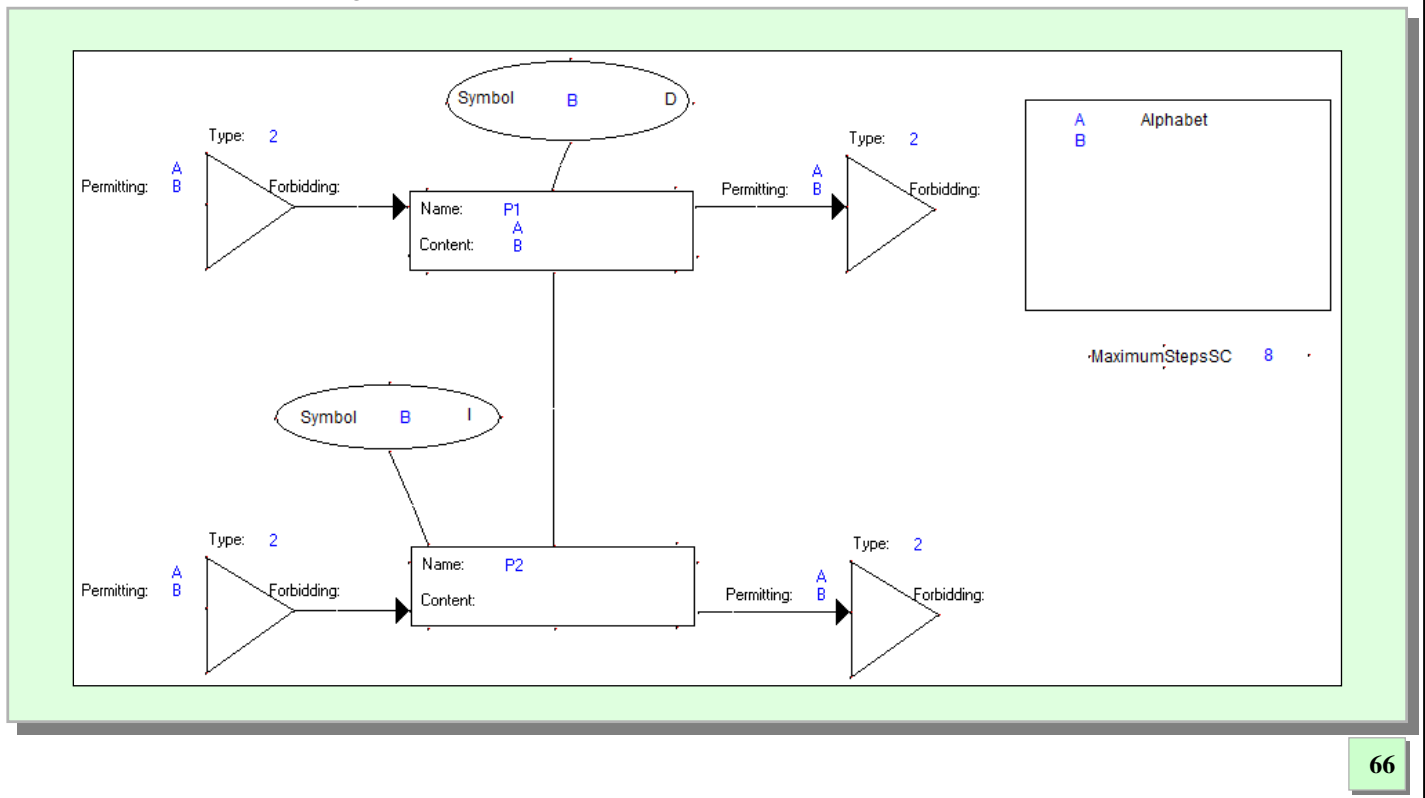 Symbol B D
A Alphabet
B
Type: 2
Type: 2
A
Permitting: B Forbidding:
A
Permitting: B Forbidding:
Name: P1
A
Content: B
MaximumStepsSC 8
Symbol B I
Type: 2
Type: 2
A
Permitting: B Forbidding:
Name: P2
Content:
A
Permitting: B Forbidding:
66